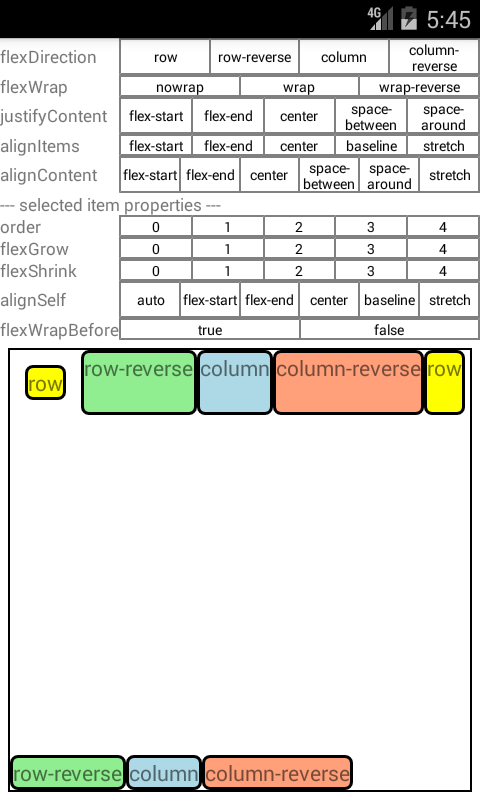 4G 5:45
flexDirection row row-reverse column column-
reverse
flexWrap nowrap wrap wrap-reverse
justifyContent flex-start flex-end center space-
between space-
around
alignItems flex-start flex-end center baseline stretch
alignContent flex-start flex-end center space-
between space-
around stretch
--- selected item properties ---
order 0 1 2 3 4
flexGrow 0 1 2 3 4
flexShrink 0 1 2 3 4
alignSelf auto flex-start flex-end center baseline stretch
flexWrapBefore true false
row row-reverse column column-reverse row
row-reverse column column-reverse